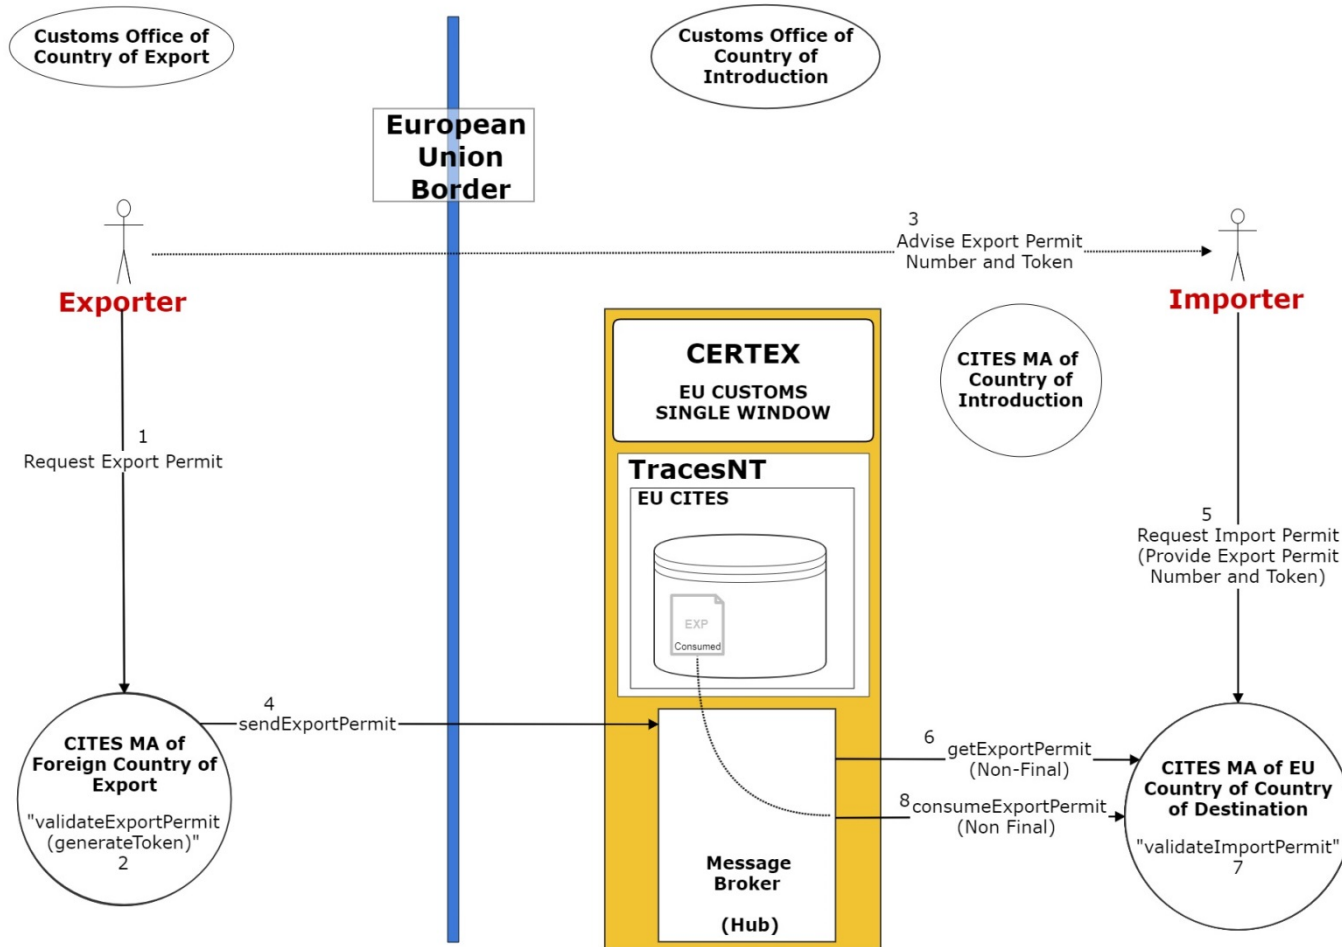 Customs Office of
Country of Export
Customs Office of
Country of
Introduction
European
Union
Border
3
Advise Export Permit
Number and Token
Exporter
Importer
CERTEX
EU CUSTOMS
SINGLE WINDOW
CITES MA of
Country of
Introduction
1
Request Export Permit
TracesNT
EU CITES
EXP
Consumed
5
Request Import Permit
(Provide Export Permit
Number and Token)
4
sendExportPermit
CITES MA of
Foreign Country of
Export
"validateExportPermit
(generateToken)"
2
6
getExportPermit
(Non-Final)
8
consumeExportPermit
(Non Final)
CITES MA of EU
Country of Country
of Destination
"validateImportPermit"
7
Message
Broker
(Hub)